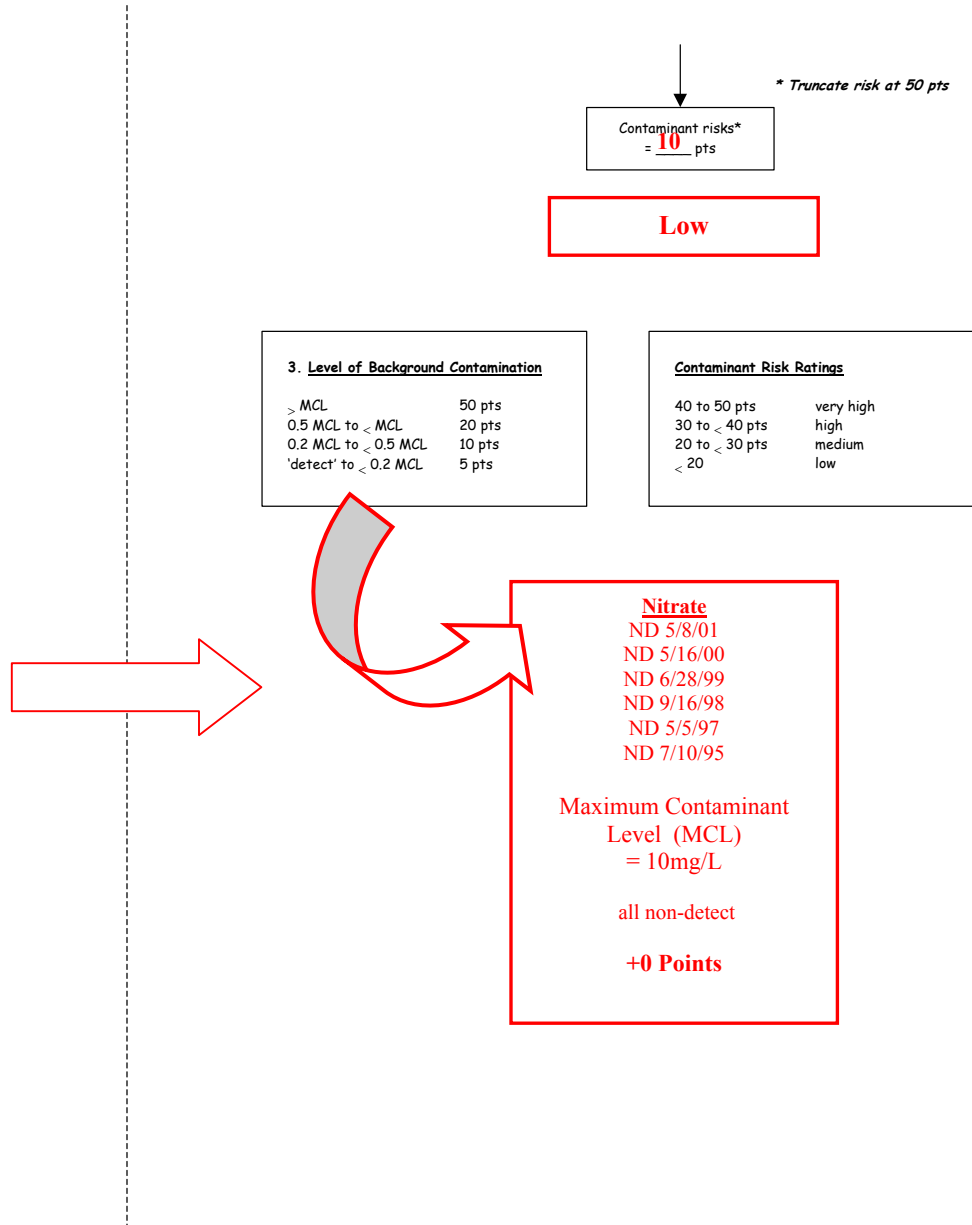 * Truncate risk at 50 pts
Contaminant risks*
= 10 pts
Low
3. Level of Background Contamination
> MCL 50 pts
0.5 MCL to < MCL 20 pts
0.2 MCL to < 0.5 MCL 10 pts
'detect' to < 0.2 MCL 5 pts
Contaminant Risk Ratings
40 to 50 pts very high
30 to < 40 pts high
20 to < 30 pts medium
< 20 low
Nitrate
ND 5/8/01
ND 5/16/00
ND 6/28/99
ND 9/16/98
ND 5/5/97
ND 7/10/95
Maximum Contaminant
Level (MCL)
= 10mg/L
all non-detect
+0 Points